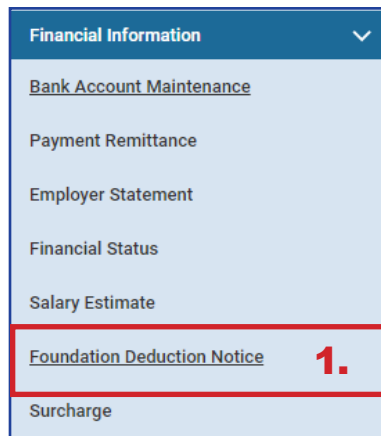 Financial Information
Bank Account Maintenance
Payment Remittance
Employer Statement
Financial Status
Salary Estimate
Foundation Deduction Notice 1.
Surcharge